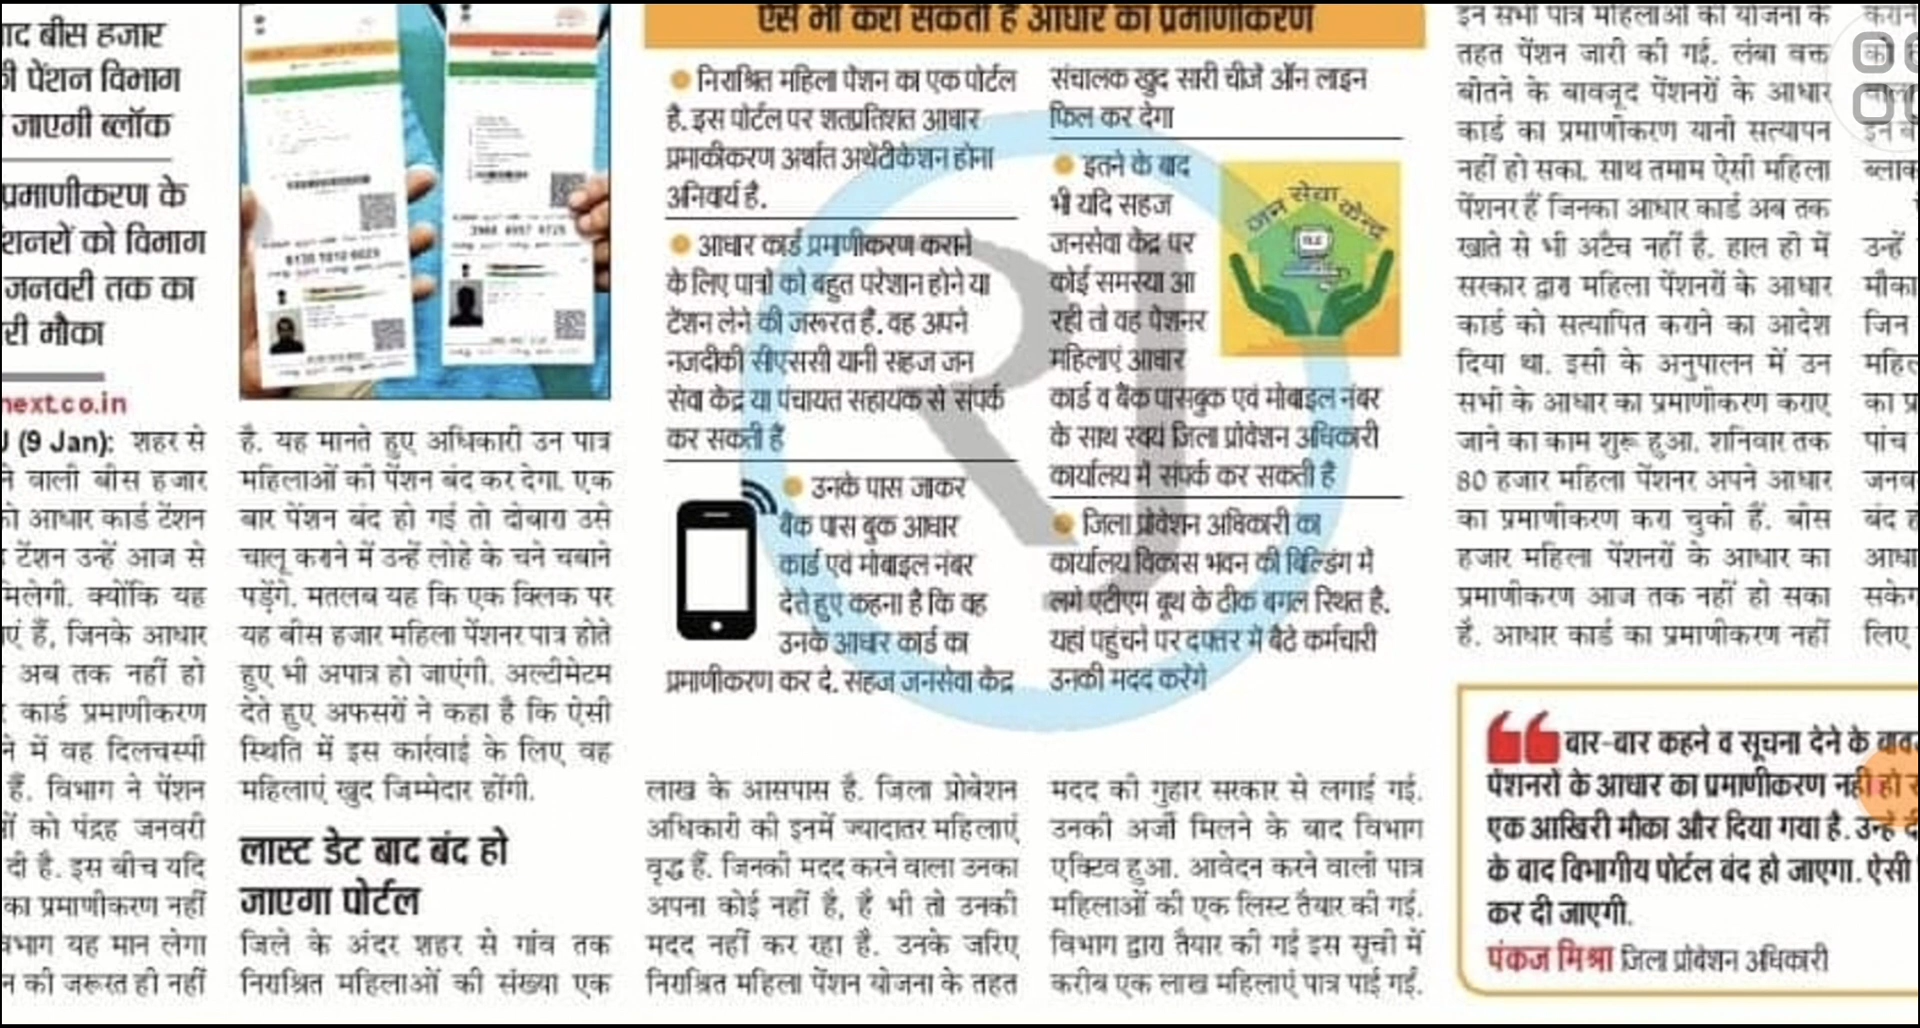 ाद बीस हजार
ी पेंशन विभाग
जाएगी ब्लॉक
प्रमाणीकरण के
ंशनरों को विभाग
जनवरी तक का
री मौका
next.co.in
J (9 Jan): शहर से
ने वाली बीस हजार
ो आधार कार्ड टेंशन
टेंशन उन्हें आज से
मिलेगी. क्योंकि यह
एं हैं, जिनके आधार
अब तक नहीं हो
कार्ड प्रमाणीकरण
ने में वह दिलचस्पी
हैं. विभाग ने पेंशन
ों को पंद्रह जनवरी
दी है. इस बीच यदि
का प्रमाणीकरण नहीं
वभाग यह मान लेगा
न की जरूरत ही नहीं
है. यह मानते हुए अधिकारी उन पात्र
महिलाओं की पेंशन बंद कर देगा. एक
बार पेंशन बंद हो गई तो दोबारा उसे
चालू कराने में उन्हें लोहे के चने चबाने
पड़ेंगे. मतलब यह कि एक क्लिक पर
यह बीस हजार महिला पेंशनर पात्र होते
हुए भी अपात्र हो जाएंगी. अल्टीमेटम
देते हुए अफसरों ने कहा है कि ऐसी
स्थिति में इस कार्रवाई के लिए वह
महिलाएं खुद जिम्मेदार होंगी.
लास्ट डेट बाद बंद हो
जाएगा पोर्टल
जिले के अंदर शहर से गांव तक
निराश्रित महिलाओं की संख्या एक
ऐसे भी करा सकती हैं आधार का प्रमाणीकरण
निराश्रित महिला पेंशन का एक पोर्टल
है. इस पोर्टल पर शतप्रतिशत आधार
प्रमाकीकरण अर्थात अथेंटीकेशन होना
अनिवार्य है.
आधार कार्ड प्रमाणीकरण कराने
के लिए पात्रों को बहुत परेशान होने या
टेंशन लेने की जरूरत हैं. वह अपने
नजदीकी सीएससी यानी सहज जन
सेवा केंद्र या पंचायत सहायक से संपर्क
कर सकती हैं
उनके पास जाकर
बैंक पास बुक आधार
कार्ड एवं मोबाइल नंबर
देते हुए कहना है कि वह
उनके आधार कार्ड का
प्रमाणीकरण कर दे. सहज जनसेवा केंद्र
संचालक खुद सारी चीजें ऑन लाइन
फिल कर देगा
इतने के बाद
भी यदि सहज
जनसेवा केंद्र पर
कोई समस्या आ
रही तो वह पेंशनर
महिलाएं आधार
कार्ड व बैंक पासबुक एवं मोबाइल नंबर
के साथ स्वयं जिला प्रोवेशन अधिकारी
कार्यालय में संपर्क कर सकती हैं
जन सेवा केन्द्र
जिला प्रोवेशन अधिकारी का
कार्यालय विकास भवन की बिल्डिंग में
लगे एटीएम बूथ के ठीक बगल स्थित है.
यहां पहुंचने पर दफ्तर में बैठे कर्मचारी
उनकी मदद करेंगे
लाख के आसपास है. जिला प्रोबेशन
अधिकारी की इनमें ज्यादातर महिलाएं
वृद्ध हैं. जिनकी मदद करने वाला उनका
अपना कोई नहीं है, हैं भी तो उनकी
मदद नहीं कर रहा है. उनके जरिए
निराश्रित महिला पेंशन योजना के तहत
मदद की गुहार सरकार से लगाई गई.
उनकी अर्जी मिलने के बाद विभाग
एक्टिव हुआ. आवेदन करने वाली पात्र
महिलाओं की एक लिस्ट तैयार की गई.
विभाग द्वारा तैयार की गई इस सूची में
करीब एक लाख महिलाएं पात्र पाई गईं.
इन सभी पात्र महिलाओं को योजना के
तहत पेंशन जारी की गई. लंबा वक्त
बीतने के बावजूद पेंशनरों के आधार
कार्ड का प्रमाणीकरण यानी सत्यापन
नहीं हो सका. साथ तमाम ऐसी महिला
पेंशनर हैं जिनका आधार कार्ड अब तक
खाते से भी अटैच नहीं है. हाल ही में
सरकार द्वारा महिला पेंशनरों के आधार
कार्ड को सत्यापित कराने का आदेश
दिया था. इसी के अनुपालन में उन
सभी के आधार का प्रमाणीकरण कराए
जाने का काम शुरू हुआ. शनिवार तक
80 हजार महिला पेंशनर अपने आधार
का प्रमाणीकरण करा चुकी हैं. बीस
हजार महिला पेंशनरों के आधार का
प्रमाणीकरण आज तक नहीं हो सका
है. आधार कार्ड का प्रमाणीकरण नहीं
उन्हें
मौका
जिन
महिल
का प्र
पांच
जनव
बंद ह
आधा
सकेग
लिए
बार-बार कहने व सूचना देने के बाव
पेंशनरों के आधार का प्रमाणीकरण नहीं हो
एक आखिरी मौका और दिया गया है. उन्हें दी
के बाद विभागीय पोर्टल बंद हो जाएगा. ऐसी
कर दी जाएगी.
पंकज मिश्रा जिला प्रोवेशन अधिकारी